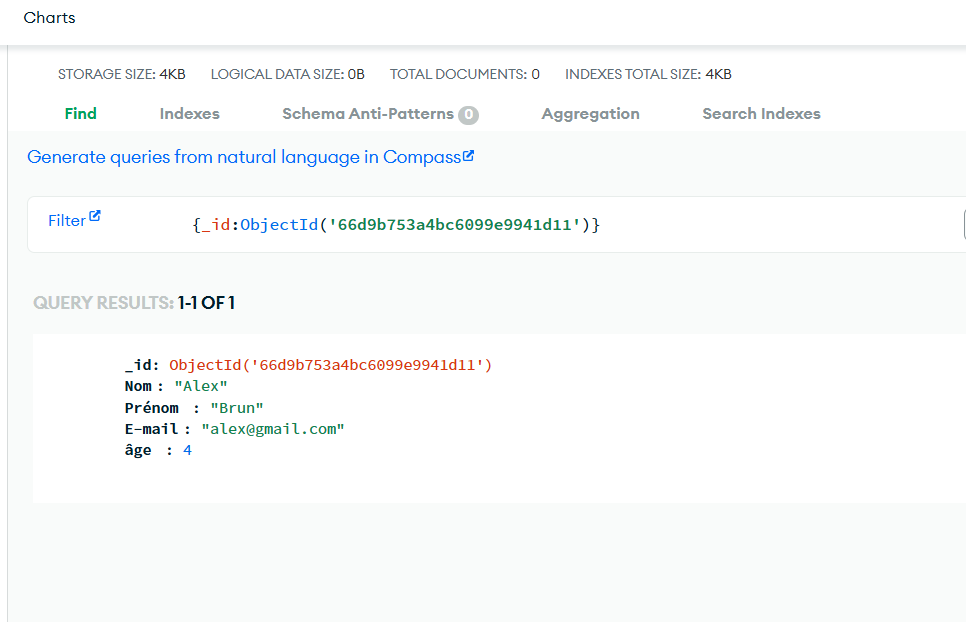 Charts
STORAGE SIZE: 4KB LOGICAL DATA SIZE: 0B TOTAL DOCUMENTS: 0 INDEXES TOTAL SIZE: 4KB
Find Indexes Schema Anti-Patterns 0 Aggregation Search Indexes
Generate queries from natural language in Compass
Filter {_id:ObjectId('66d9b753a4bc6099e9941d11')}
QUERY RESULTS: 1-1 OF 1
_id: ObjectId('66d9b753a4bc6099e9941d11')
Nom : "Alex"
Prénom : "Brun"
E-mail : "alex@gmail.com"
âge : 4